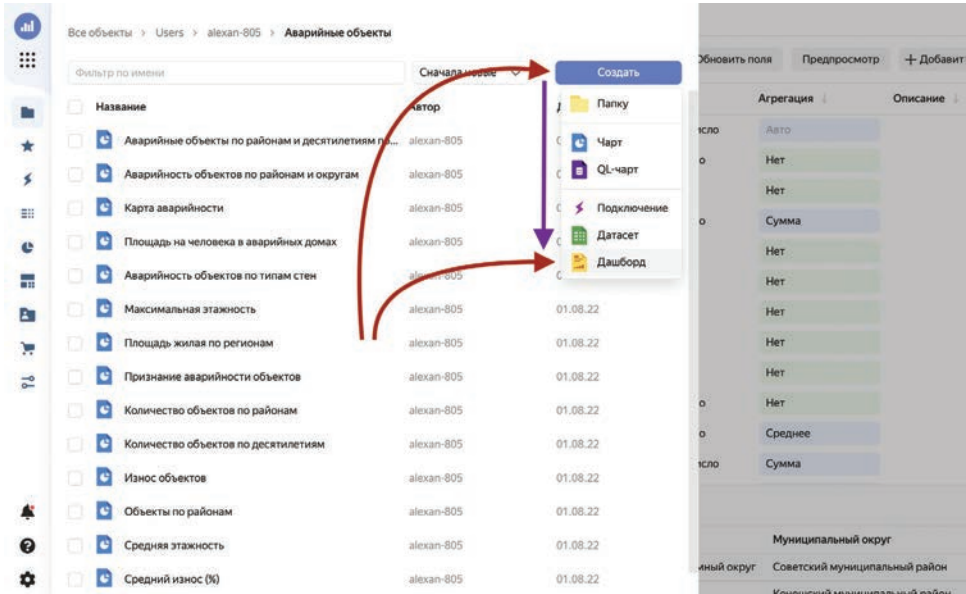 Все объекты > Users > alexan-805 > Аварийные объекты
Фильтр по имени
Сначала новые
Создать
Название
Автор
Папку
Чарт
QL-чарт
Подключение
Датасет
Дашборд
Аварийные объекты по районам и десятилетиям по... alexan-805
Аварийность объектов по районам и округам alexan-805
Карта аварийности alexan-805
Площадь на человека в аварийных домах alexan-805
Аварийность объектов по типам стен alexan-805
Максимальная этажность alexan-805 01.08.22
Площадь жилая по регионам alexan-805 01.08.22
Признание аварийности объектов alexan-805 01.08.22
Количество объектов по районам alexan-805 01.08.22
Количество объектов по десятилетиям alexan-805 01.08.22
Износ объектов alexan-805 01.08.22
Объекты по районам alexan-805 01.08.22
Средняя этажность alexan-805 01.08.22
Средний износ (%) alexan-805 01.08.22
Обновить поля Предпросмотр + Добавит
Агрегация Описание
Авто
Нет
Нет
Сумма
Нет
Нет
Нет
Нет
Нет
Нет
Среднее
Сумма
Муниципальный округ
округ Советский муниципальный район